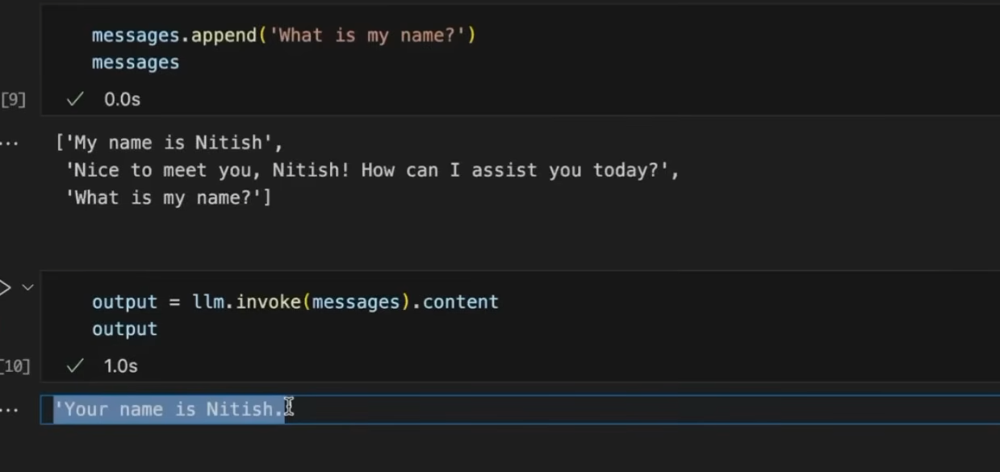 messages.append('What is my name?')
messages
[9]
✓ 0.0s
... ['My name is Nitish',
'Nice to meet you, Nitish! How can I assist you today?',
'What is my name?']
output = llm.invoke(messages).content
output
[10]
✓ 1.0s
... 'Your name is Nitish.